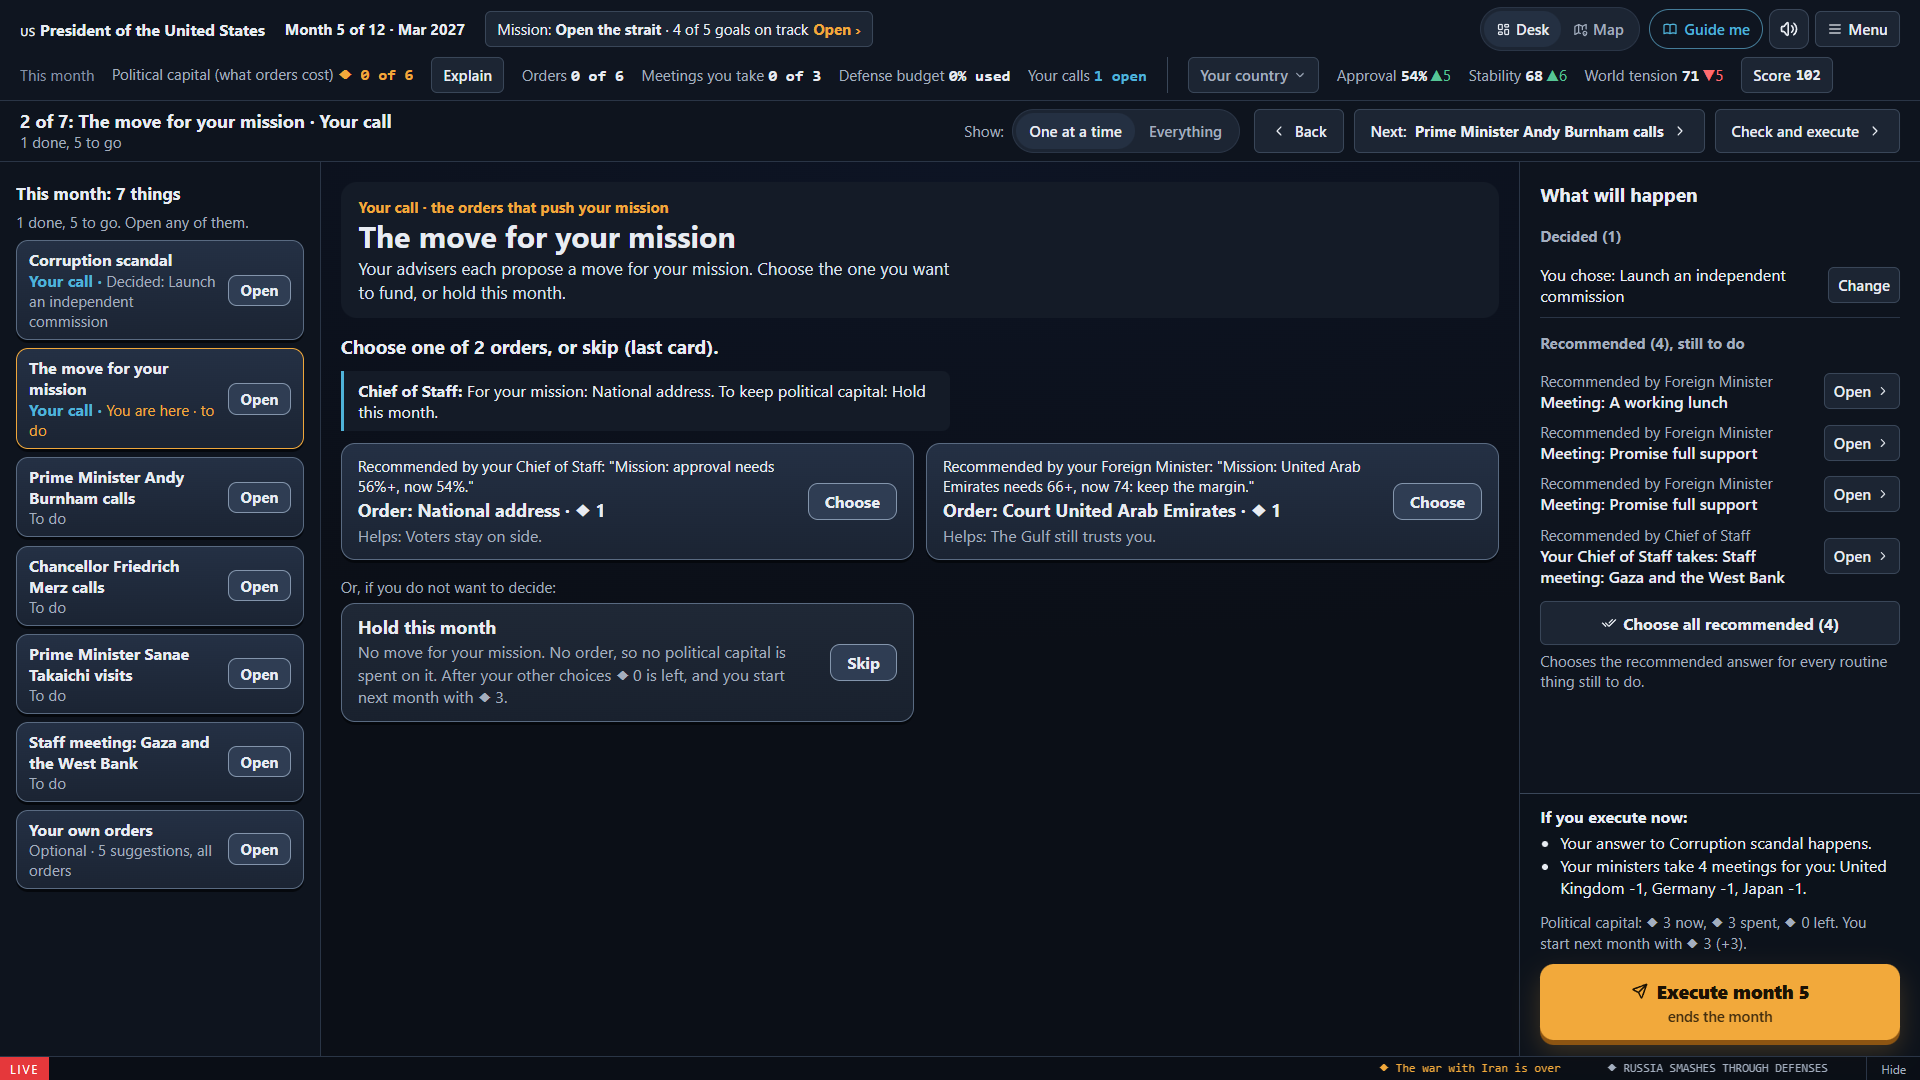 US President of the United States
Month 5 of 12 · Mar 2027
Mission: Open the strait · 4 of 5 goals on track Open ›
Desk
Map
Guide me
Menu
This month
Political capital (what orders cost) ◆ 0 of 6
Explain
Orders 0 of 6
Meetings you take 0 of 3
Defense budget 0% used
Your calls 1 open
Your country
Approval 54% ▲5
Stability 68 ▲6
World tension 71 ▼5
Score 102
2 of 7: The move for your mission · Your call
1 done, 5 to go
Show:
One at a time
Everything
Back
Next: Prime Minister Andy Burnham calls
Check and execute
This month: 7 things
1 done, 5 to go. Open any of them.
Corruption scandal
Your call · Decided: Launch
an independent
commission
Open
The move for your
mission
Your call · You are here · to
do
Open
Prime Minister Andy
Burnham calls
To do
Open
Chancellor Friedrich
Merz calls
To do
Open
Prime Minister Sanae
Takaichi visits
To do
Open
Staff meeting: Gaza and
the West Bank
To do
Open
Your own orders
Optional · 5 suggestions, all
orders
Open
Your call · the orders that push your mission
The move for your mission
Your advisers each propose a move for your mission. Choose the one you want
to fund, or hold this month.
Choose one of 2 orders, or skip (last card).
Chief of Staff: For your mission: National address. To keep political capital: Hold
this month.
Recommended by your Chief of Staff: "Mission: approval needs
56%+, now 54%."
Order: National address · ◆ 1
Helps: Voters stay on side.
Choose
Recommended by your Foreign Minister: "Mission: United Arab
Emirates needs 66+, now 74: keep the margin."
Order: Court United Arab Emirates · ◆ 1
Helps: The Gulf still trusts you.
Choose
Or, if you do not want to decide:
Hold this month
No move for your mission. No order, so no political capital is
spent on it. After your other choices ◆ 0 is left, and you start
next month with ◆ 3.
Skip
What will happen
Decided (1)
You chose: Launch an independent
commission
Change
Recommended (4), still to do
Recommended by Foreign Minister
Meeting: A working lunch
Open
Recommended by Foreign Minister
Meeting: Promise full support
Open
Recommended by Foreign Minister
Meeting: Promise full support
Open
Recommended by Chief of Staff
Your Chief of Staff takes: Staff
meeting: Gaza and the West Bank
Open
Choose all recommended (4)
Chooses the recommended answer for every routine
thing still to do.
If you execute now:
• Your answer to Corruption scandal happens.
• Your ministers take 4 meetings for you: United
Kingdom -1, Germany -1, Japan -1.
Political capital: ◆ 3 now, ◆ 3 spent, ◆ 0 left. You
start next month with ◆ 3 (+3).
Execute month 5
ends the month
LIVE
◆ The war with Iran is over
◆ RUSSIA SMASHES THROUGH DEFENSES
Hide